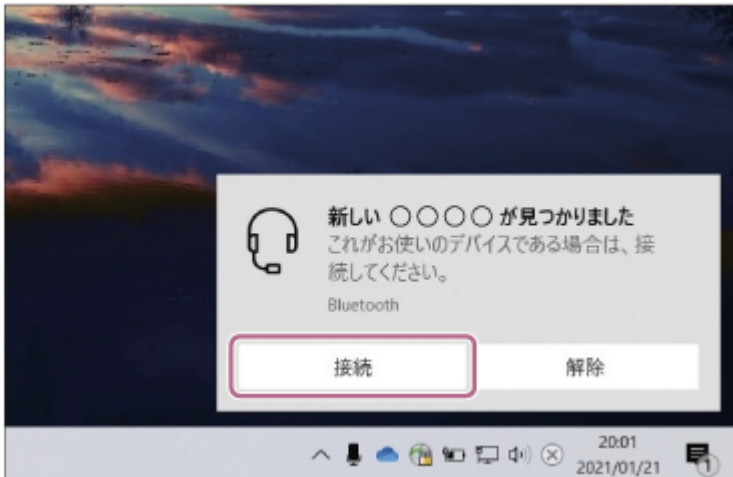 新しい 〇〇〇〇 が見つかりました
これがお使いのデバイスである場合は、接
続してください。
Bluetooth
接続
解除
20:01
2021/01/21
1